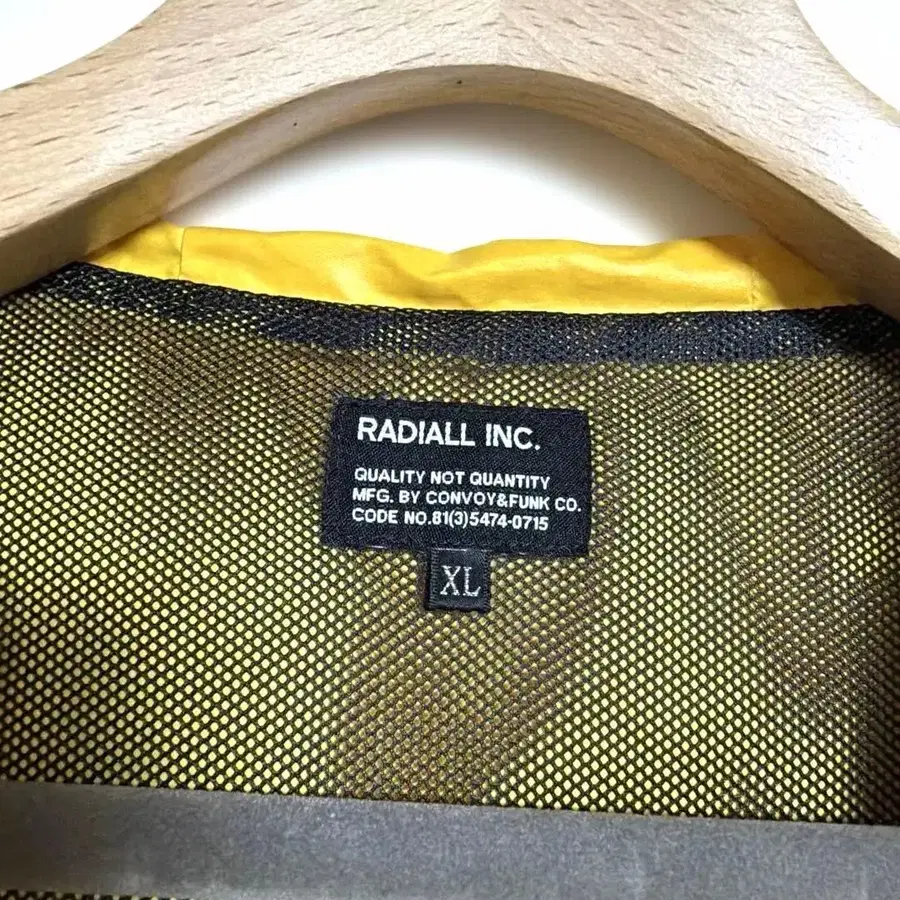 RADIALL INC.
QUALITY NOT QUANTITY
MFG. BY CONVOY&FUNK CO.
CODE NO.81(3)5474-0715
XL